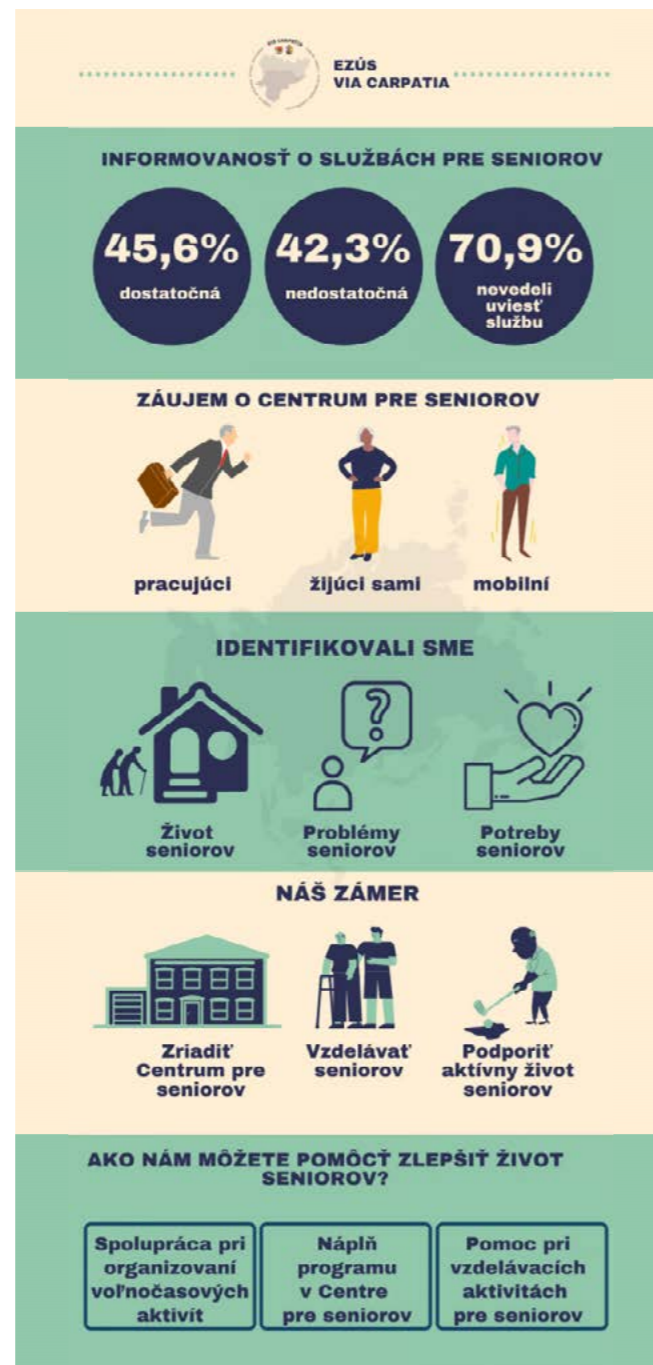 VIA CARPATIA
EZÚS
VIA CARPATIA
INFORMOVANOSŤ O SLUŽBÁCH PRE SENIOROV
45,6%
dostatočná
42,3%
nedostatočná
70,9%
nevedeli
uviesť
službu
ZÁUJEM O CENTRUM PRE SENIOROV
pracujúci
žijúci sami
mobilní
IDENTIFIKOVALI SME
Život
seniorov
Problémy
seniorov
Potreby
seniorov
NÁŠ ZÁMER
Zriadiť
Centrum pre
seniorov
Vzdelávať
seniorov
Podporiť
aktívny život
seniorov
AKO NÁM MÔŽETE POMÔCŤ ZLEPŠIŤ ŽIVOT
SENIOROV?
Spolupráca pri
organizovaní
voľnočasových
aktivít
Náplň
programu
v Centre
pre seniorov
Pomoc pri
vzdelávacích
aktivitách
pre seniorov